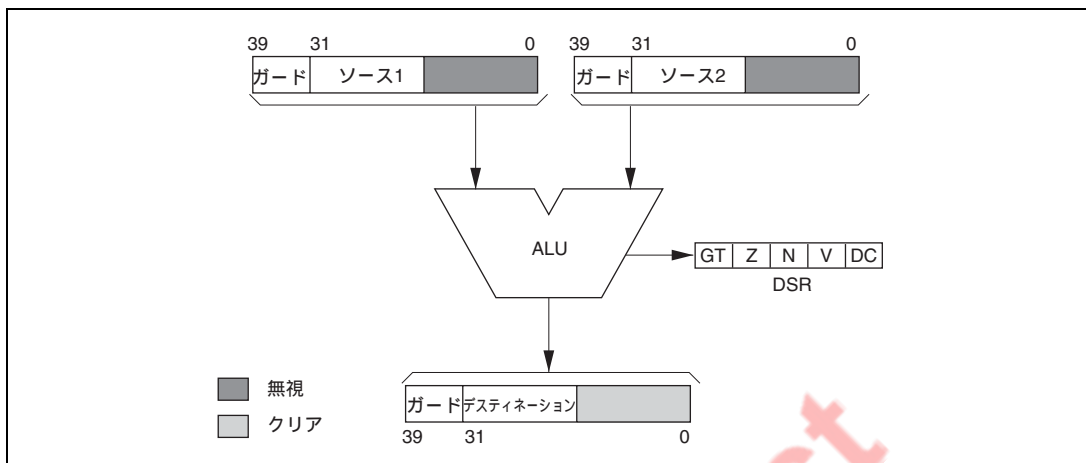 39 31 0 39 31 0
ガード ソース1 ガード ソース2
ALU
GT Z N V DC
DSR
無視
クリア
ガード デスティネーション
39 31 0